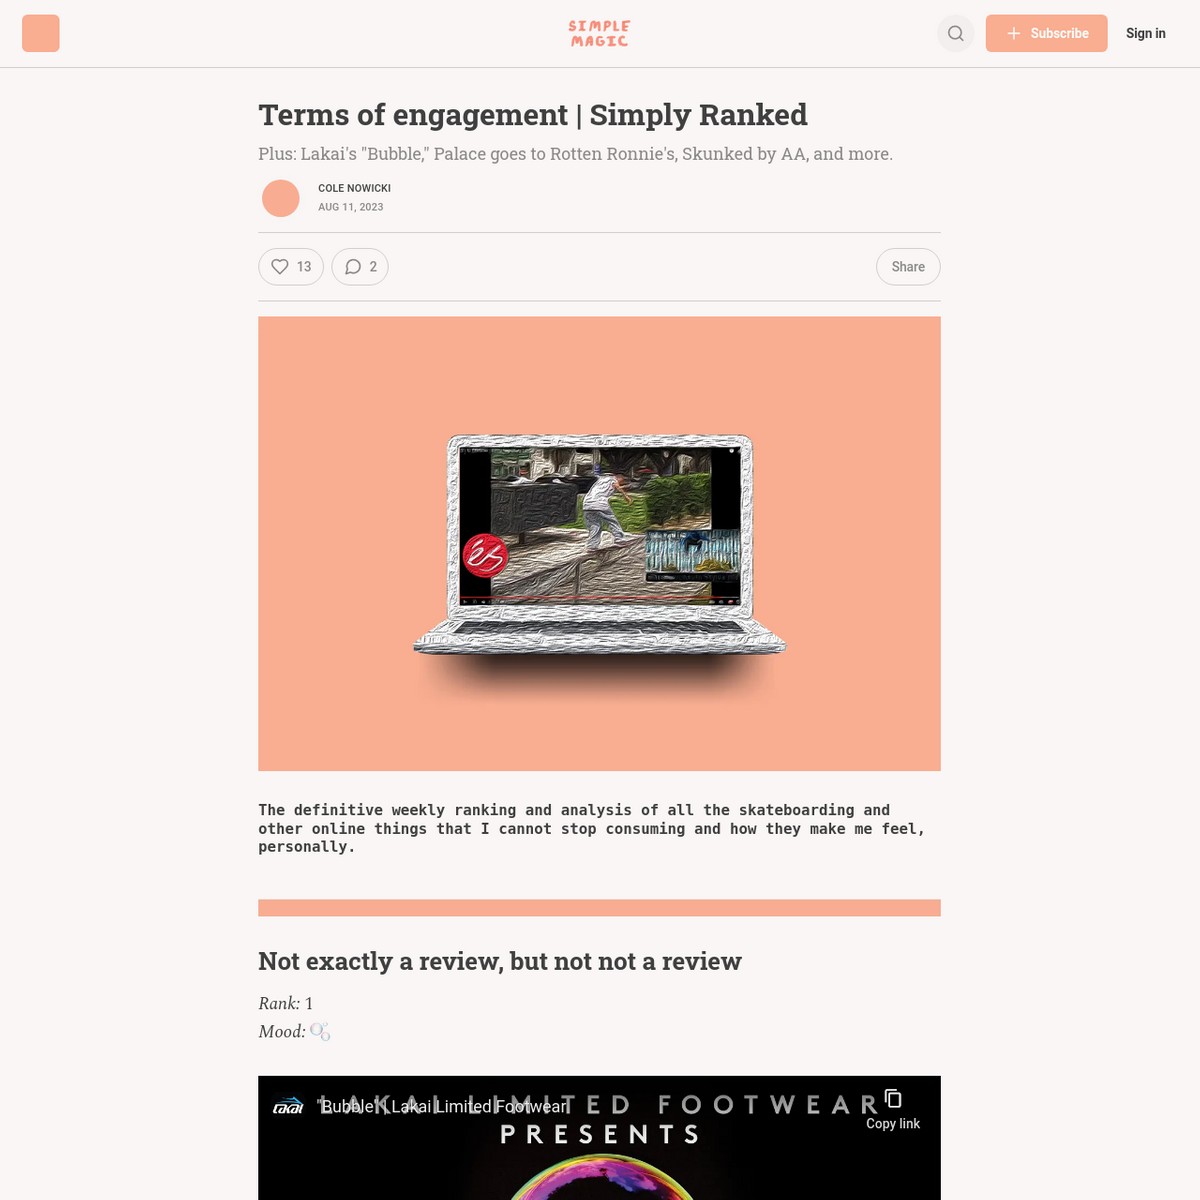 SIMPLE
MAGIC
Subscribe
Sign in
Terms of engagement | Simply Ranked
Plus: Lakai's "Bubble," Palace goes to Rotten Ronnie's, Skunked by AA, and more.
COLE NOWICKI
AUG 11, 2023
13
2
Share
éS
The definitive weekly ranking and analysis of all the skateboarding and
other online things that I cannot stop consuming and how they make me feel,
personally.
Not exactly a review, but not not a review
Rank: 1
Mood: 🫧
LAKAI LIMITED FOOTWEAR
Lakai
"Bubble" | Lakai Limited Footwear
Copy link
PRESENTS